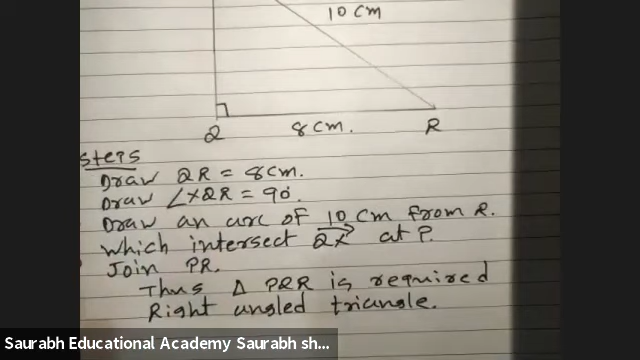 10 cm
Q 8 cm. R
steps
Draw QR = 8cm.
Draw ∠XQR = 90°.
Draw an arc of 10 cm from R.
which intersect QX at P.
Join PR.
Thus Δ PQR is required
Right angled triangle.
Saurabh Educational Academy Saurabh sh...